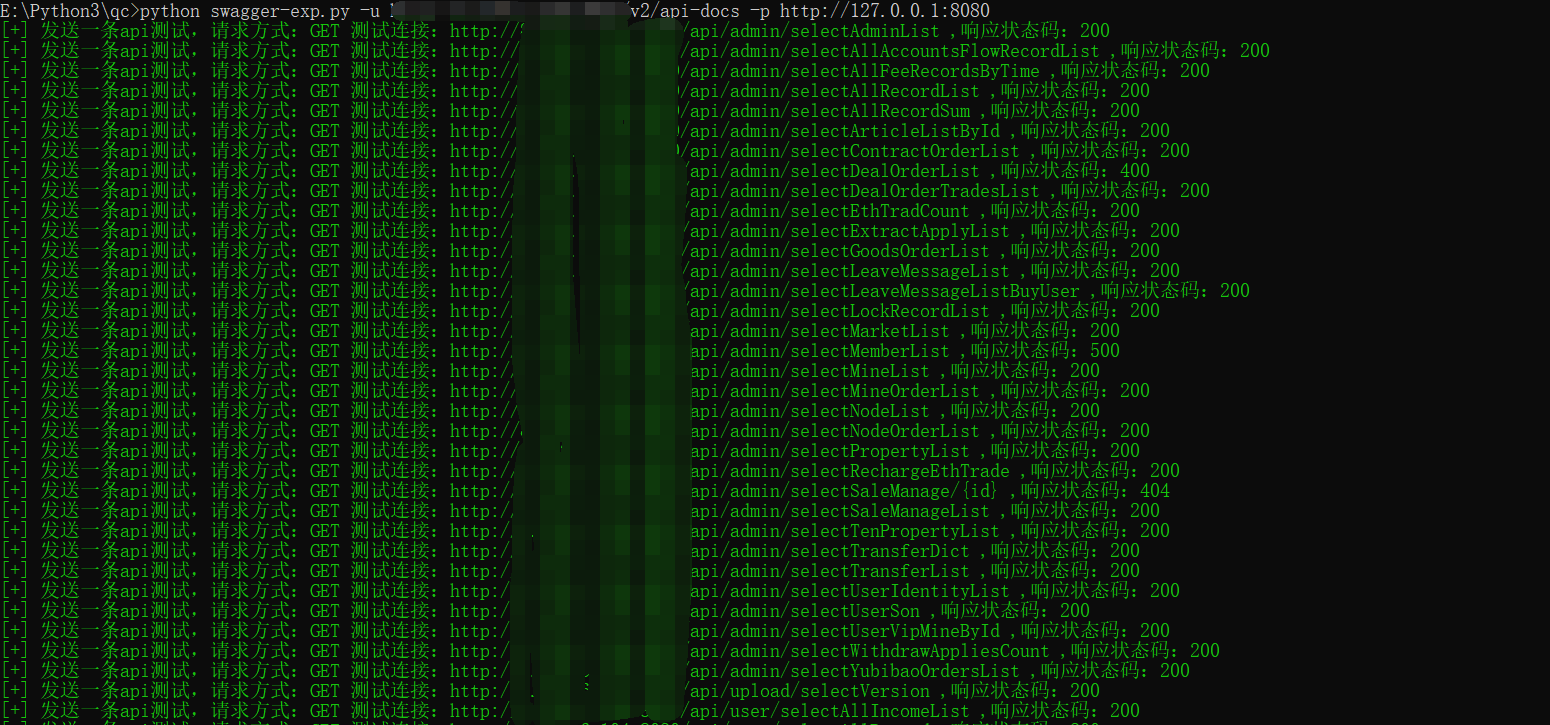 E:\Python3\qc>python swagger-exp.py -u /v2/api-docs -p http://127.0.0.1:8080
[+] 发送一条api测试，请求方式：GET 测试连接：http:// /api/admin/selectAdminList ,响应状态码：200
[+] 发送一条api测试，请求方式：GET 测试连接：http:// /api/admin/selectAllAccountsFlowRecordList ,响应状态码：200
[+] 发送一条api测试，请求方式：GET 测试连接：http:// /api/admin/selectAllFeeRecordsByTime ,响应状态码：200
[+] 发送一条api测试，请求方式：GET 测试连接：http:// /api/admin/selectAllRecordList ,响应状态码：200
[+] 发送一条api测试，请求方式：GET 测试连接：http:// /api/admin/selectAllRecordSum ,响应状态码：200
[+] 发送一条api测试，请求方式：GET 测试连接：http:// /api/admin/selectArticleListById ,响应状态码：200
[+] 发送一条api测试，请求方式：GET 测试连接：http:// /api/admin/selectContractOrderList ,响应状态码：200
[+] 发送一条api测试，请求方式：GET 测试连接：http:// /api/admin/selectDealOrderList ,响应状态码：400
[+] 发送一条api测试，请求方式：GET 测试连接：http:// /api/admin/selectDealOrderTradesList ,响应状态码：200
[+] 发送一条api测试，请求方式：GET 测试连接：http:// /api/admin/selectEthTradCount ,响应状态码：200
[+] 发送一条api测试，请求方式：GET 测试连接：http:// /api/admin/selectExtractApplyList ,响应状态码：200
[+] 发送一条api测试，请求方式：GET 测试连接：http:// /api/admin/selectGoodsOrderList ,响应状态码：200
[+] 发送一条api测试，请求方式：GET 测试连接：http:// /api/admin/selectLeaveMessageList ,响应状态码：200
[+] 发送一条api测试，请求方式：GET 测试连接：http:// /api/admin/selectLeaveMessageListBuyUser ,响应状态码：200
[+] 发送一条api测试，请求方式：GET 测试连接：http:// /api/admin/selectLockRecordList ,响应状态码：200
[+] 发送一条api测试，请求方式：GET 测试连接：http:// /api/admin/selectMarketList ,响应状态码：200
[+] 发送一条api测试，请求方式：GET 测试连接：http:// /api/admin/selectMemberList ,响应状态码：500
[+] 发送一条api测试，请求方式：GET 测试连接：http:// api/admin/selectMineList ,响应状态码：200
[+] 发送一条api测试，请求方式：GET 测试连接：http:// api/admin/selectMineOrderList ,响应状态码：200
[+] 发送一条api测试，请求方式：GET 测试连接：http:// api/admin/selectNodeList ,响应状态码：200
[+] 发送一条api测试，请求方式：GET 测试连接：http:// api/admin/selectNodeOrderList ,响应状态码：200
[+] 发送一条api测试，请求方式：GET 测试连接：http:// api/admin/selectPropertyList ,响应状态码：200
[+] 发送一条api测试，请求方式：GET 测试连接：http:// api/admin/selectRechargeEthTrade ,响应状态码：200
[+] 发送一条api测试，请求方式：GET 测试连接：http:// api/admin/selectSaleManage/{id} ,响应状态码：404
[+] 发送一条api测试，请求方式：GET 测试连接：http:// api/admin/selectSaleManageList ,响应状态码：200
[+] 发送一条api测试，请求方式：GET 测试连接：http:// api/admin/selectTenPropertyList ,响应状态码：200
[+] 发送一条api测试，请求方式：GET 测试连接：http:// api/admin/selectTransferDict ,响应状态码：200
[+] 发送一条api测试，请求方式：GET 测试连接：http:// api/admin/selectTransferList ,响应状态码：200
[+] 发送一条api测试，请求方式：GET 测试连接：http:// api/admin/selectUserIdentityList ,响应状态码：200
[+] 发送一条api测试，请求方式：GET 测试连接：http:// api/admin/selectUserSon ,响应状态码：200
[+] 发送一条api测试，请求方式：GET 测试连接：http:// api/admin/selectUserVipMineById ,响应状态码：200
[+] 发送一条api测试，请求方式：GET 测试连接：http:// api/admin/selectWithdrawAppliesCount ,响应状态码：200
[+] 发送一条api测试，请求方式：GET 测试连接：http:// /api/admin/selectYubibaoOrdersList ,响应状态码：200
[+] 发送一条api测试，请求方式：GET 测试连接：http:// /api/upload/selectVersion ,响应状态码：200
[+] 发送一条api测试，请求方式：GET 测试连接：http:// /api/user/selectAllIncomeList ,响应状态码：200